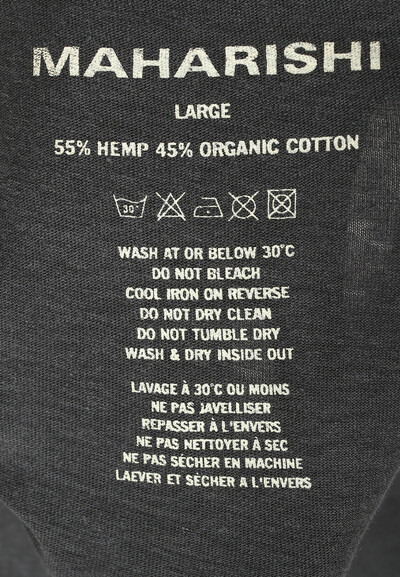 MAHARISHI
LARGE
55% HEMP 45% ORGANIC COTTON
30°
WASH AT OR BELOW 30°C
DO NOT BLEACH
COOL IRON ON REVERSE
DO NOT DRY CLEAN
DO NOT TUMBLE DRY
WASH & DRY INSIDE OUT
LAVAGE À 30°C OU MOINS
NE PAS JAVELLISER
REPASSER À L'ENVERS
NE PAS NETTOYER À SEC
NE PAS SÉCHER EN MACHINE
LAEVER ET SÉCHER A L'ENVERS